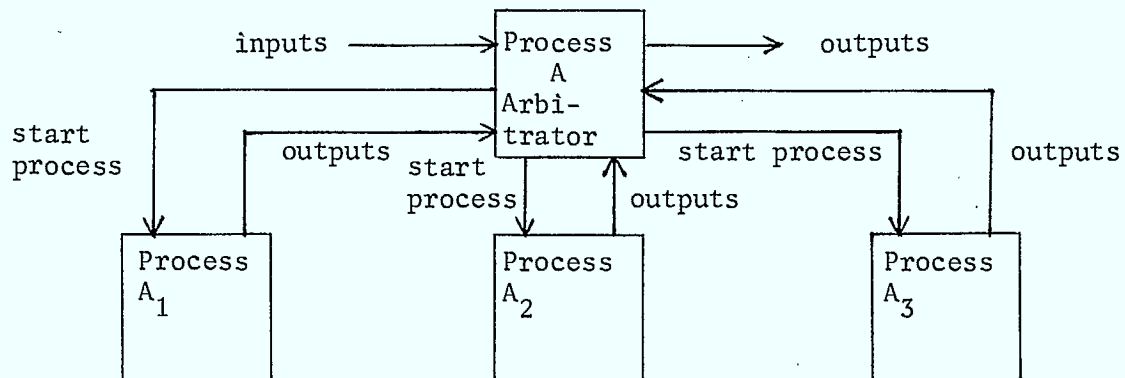 inputs
Process
A
Arbi-
trator
outputs
start
process
outputs
start
process
outputs
start process
outputs
Process
A1
Process
A2
Process
A3